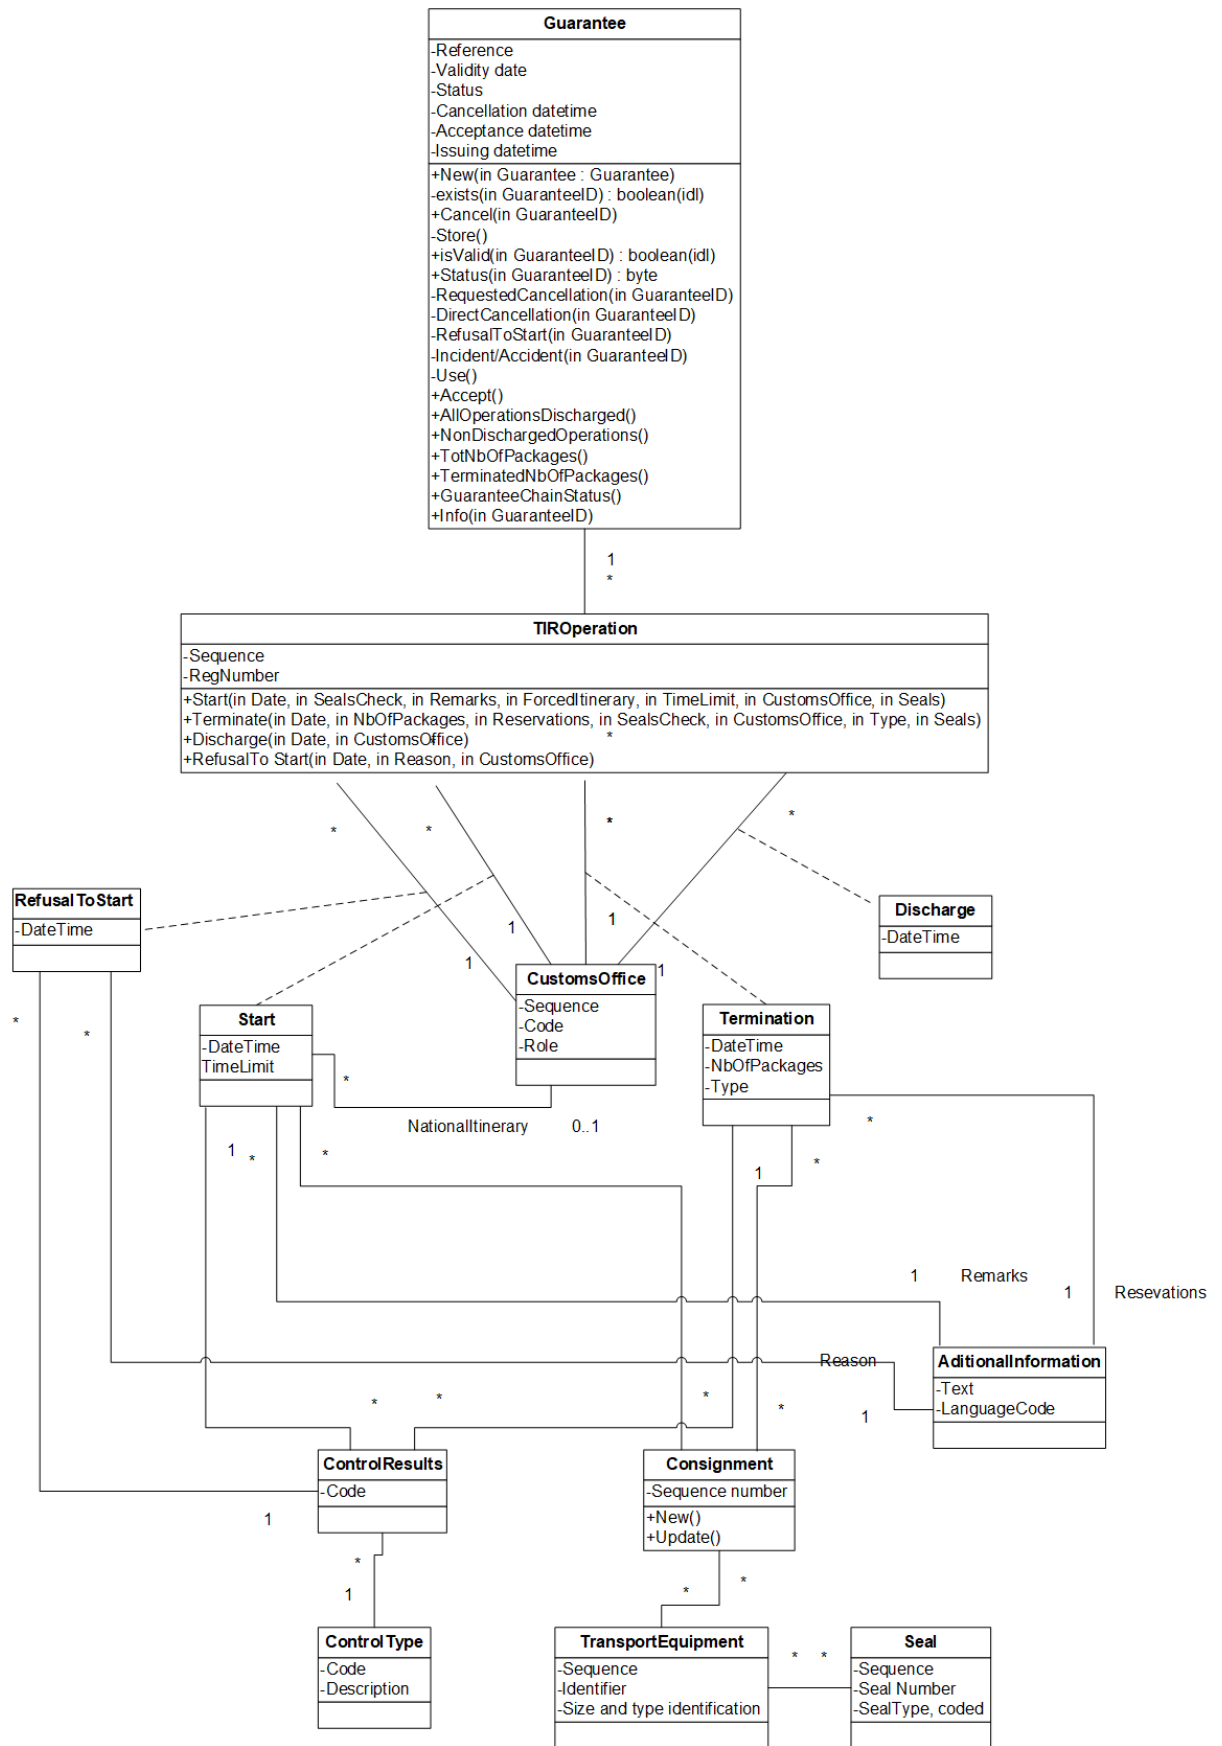 Guarantee
-Reference
-Validity date
-Status
-Cancellation datetime
-Acceptance datetime
-Issuing datetime
+New(in Guarantee : Guarantee)
-exists(in GuaranteeID) : boolean(idl)
+Cancel(in GuaranteeID)
-Store()
+isValid(in GuaranteeID) : boolean(idl)
+Status(in GuaranteeID) : byte
-RequestedCancellation(in GuaranteeID)
-DirectCancellation(in GuaranteeID)
-RefusalToStart(in GuaranteeID)
-Incident/Accident(in GuaranteeID)
-Use()
+Accept()
+AllOperationsDischarged()
+NonDischargedOperations()
+TotNbOfPackages()
+TerminatedNbOfPackages()
+GuaranteeChainStatus()
+Info(in GuaranteeID)
1
*
TIROperation
-Sequence
-RegNumber
+Start(in Date, in SealsCheck, in Remarks, in ForcedItinerary, in TimeLimit, in CustomsOffice, in Seals)
+Terminate(in Date, in NbOfPackages, in Reservations, in SealsCheck, in CustomsOffice, in Type, in Seals)
+Discharge(in Date, in CustomsOffice)
*
+RefusalTo Start(in Date, in Reason, in CustomsOffice)
* * * *
RefusalToStart
-DateTime
Discharge
-DateTime
1 1
1 1
CustomsOffice
-Sequence
-Code
-Role
Start
-DateTime
TimeLimit
Termination
-DateTime
-NbOfPackages
-Type
* *
*
NationalItinerary 0..1
*
1 * *
1 *
1 Remarks
1 Resevations
Reason
AditionalInformation
-Text
-LanguageCode
* * * *
1
ControlResults
-Code
Consignment
-Sequence number
+New()
+Update()
1
*
1
* *
ControlType
-Code
-Description
TransportEquipment
-Sequence
-Identifier
-Size and type identification
* *
Seal
-Sequence
-Seal Number
-SealType, coded